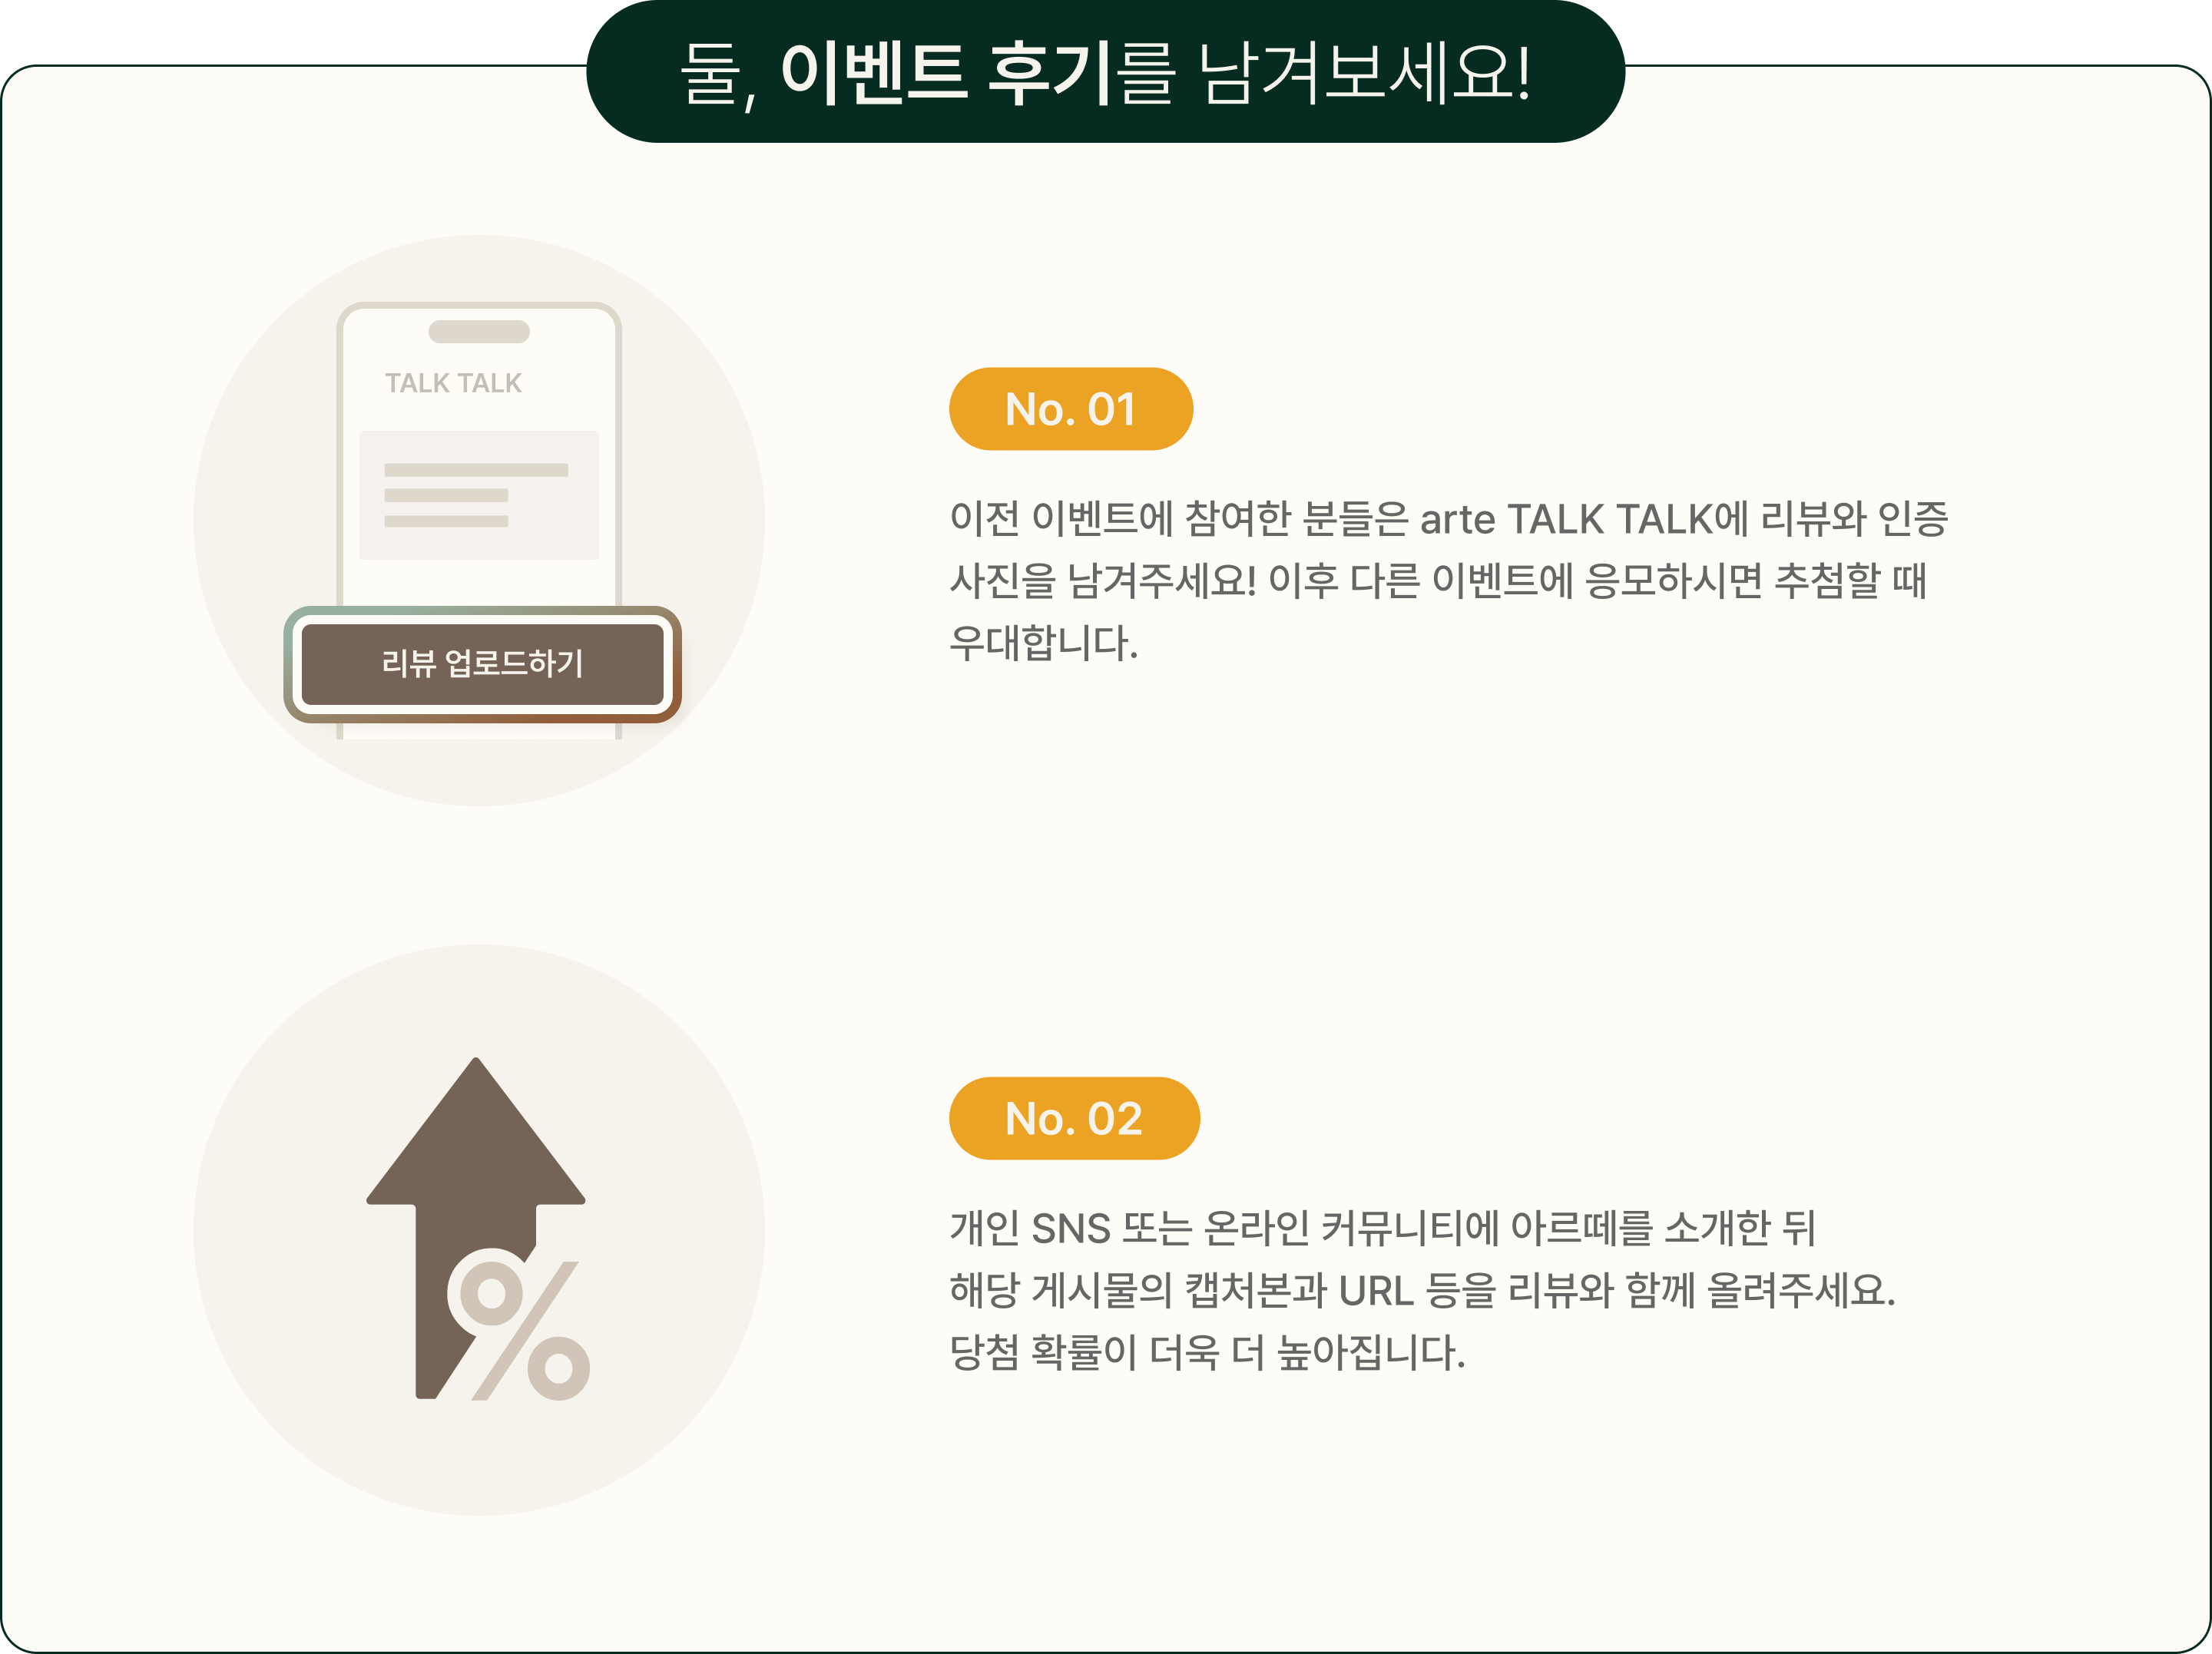 둘, 이벤트 후기를 남겨보세요!
TALK TALK
리뷰 업로드하기
No. 01
이전 이벤트에 참여한 분들은 arte TALK TALK에 리뷰와 인증
사진을 남겨주세요! 이후 다른 이벤트에 응모하시면 추첨할 때
우대합니다.
No. 02
개인 SNS 또는 온라인 커뮤니티에 아르떼를 소개한 뒤
해당 게시물의 캡처본과 URL 등을 리뷰와 함께 올려주세요.
당첨 확률이 더욱 더 높아집니다.